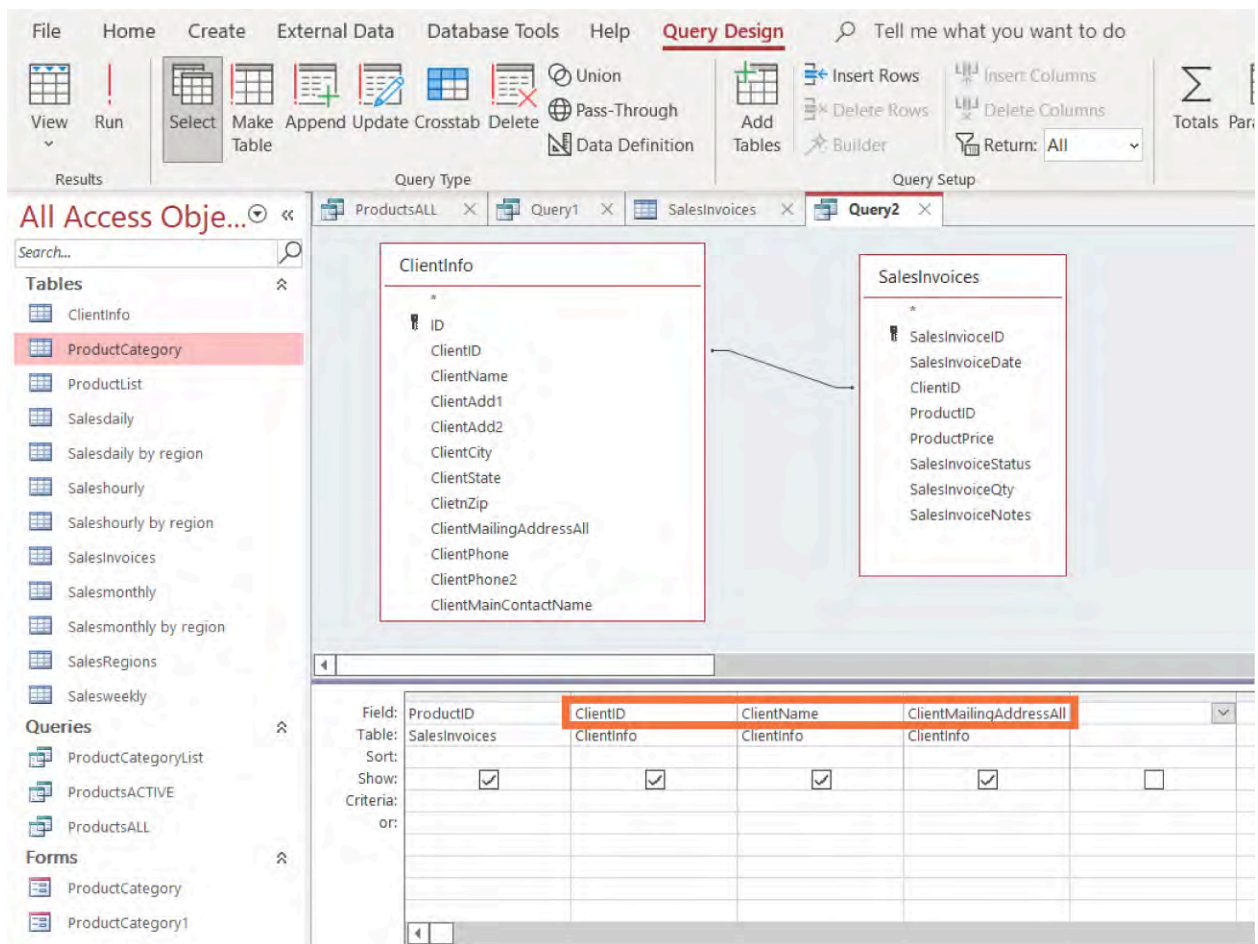 File Home Create External Data Database Tools Help Query Design Tell me what you want to do
View Run Select Make Table Append Update Crosstab Delete Union Pass-Through Data Definition Add Tables Insert Rows Delete Rows Builder Insert Columns Delete Columns Return: All Totals
Results Query Type Query Setup
All Access Obje...
ProductsALL Query1 SalesInvoices Query2
Search...
Tables
ClientInfo
ProductCategory
ProductList
Salesdaily
Salesdaily by region
Saleshourly
Saleshourly by region
SalesInvoices
Salesmonthly
Salesmonthly by region
SalesRegions
Salesweekly
Queries
ProductCategoryList
ProductsACTIVE
ProductsALL
Forms
ProductCategory
ProductCategory1
ClientInfo
*
ID
ClientID
ClientName
ClientAdd1
ClientAdd2
ClientCity
ClientState
ClietnZip
ClientMailingAddressAll
ClientPhone
ClientPhone2
ClientMainContactName
SalesInvoices
*
SalesInvioceID
SalesInvoiceDate
ClientID
ProductID
ProductPrice
SalesInvoiceStatus
SalesInvoiceQty
SalesInvoiceNotes
Field: ProductID ClientID ClientName ClientMailingAddressAll
Table: SalesInvoices ClientInfo ClientInfo ClientInfo
Sort:
Show:
Criteria:
or: